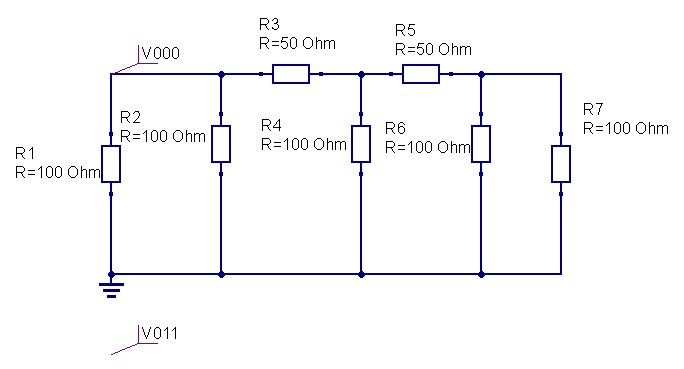 R3
R=50 Ohm
R5
R=50 Ohm
V000
R2
R=100 Ohm
R4
R=100 Ohm
R6
R=100 Ohm
R7
R=100 Ohm
R1
R=100 Ohm
V011